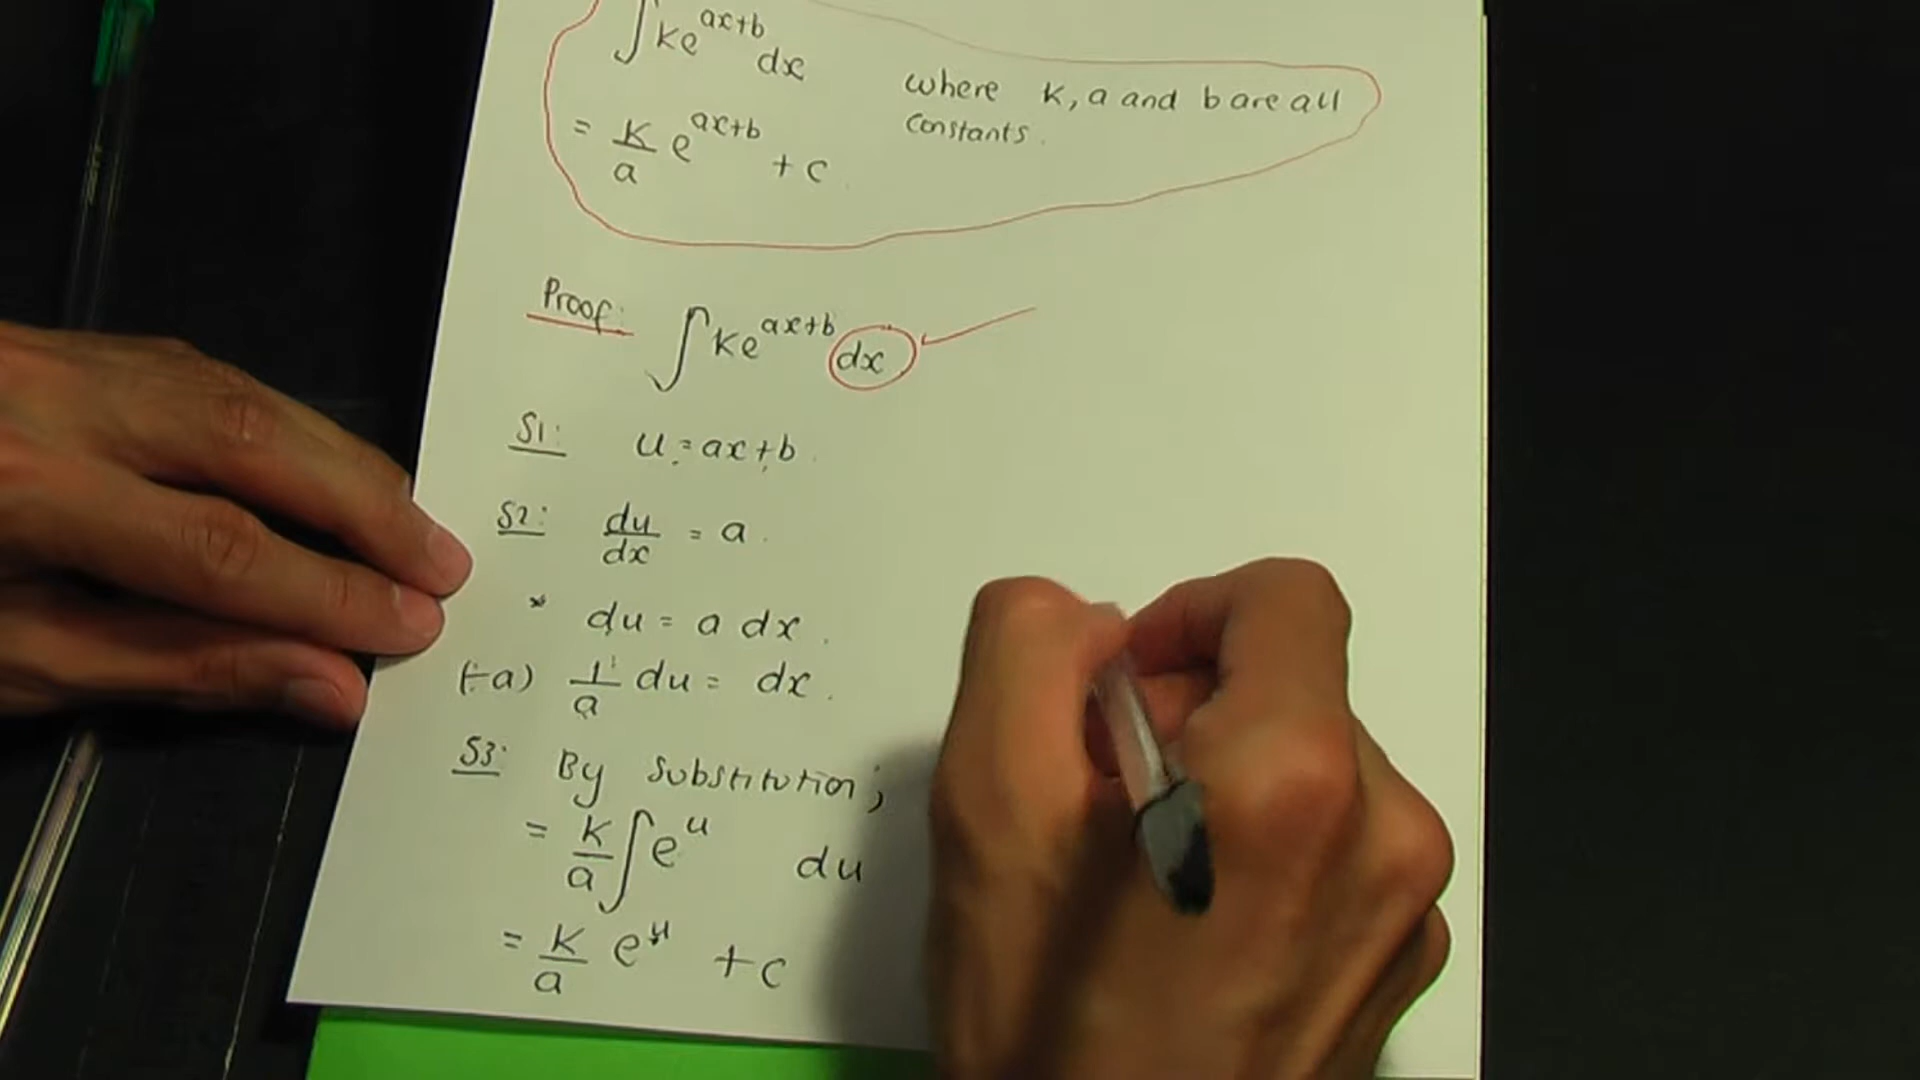 ∫ke^{ax+b} dx where k, a and b are all
= k/a e^{ax+b} + c constants.
Proof: ∫ke^{ax+b} dx
S1: u = ax+b.
S2: du/dx = a.
* du = a dx.
(÷a) 1/a du = dx.
S3: By substitution;
= k/a ∫e^u du
= k/a e^u + c